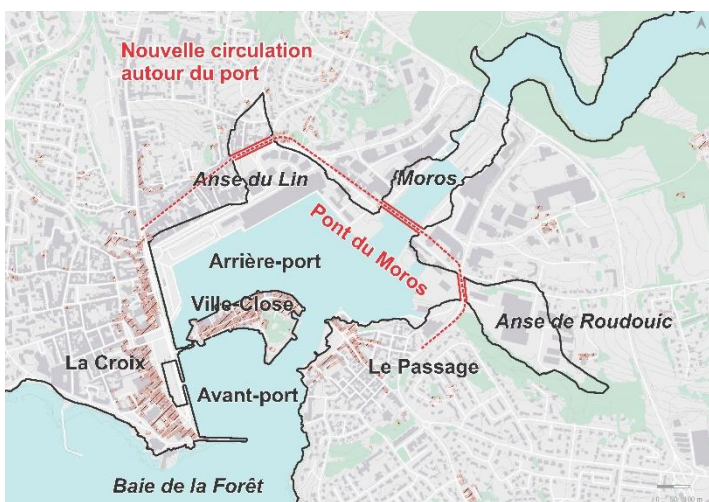 Nouvelle circulation
autour du port
Anse du Lin
Moros
Pont du Moros
Arrière-port
Ville-Close
Anse de Roudouic
La Croix
Le Passage
Avant-port
Baie de la Forêt